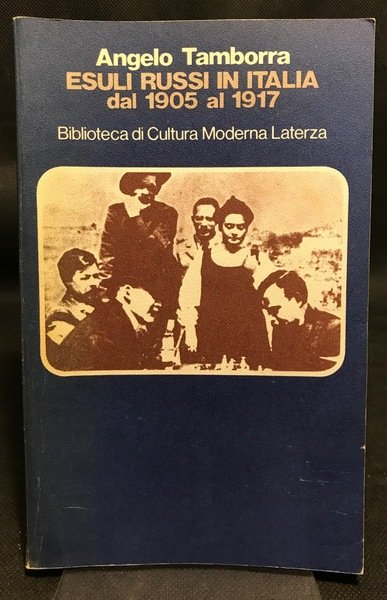 Angelo Tamborra
ESULI RUSSI IN ITALIA
dal 1905 al 1917
Biblioteca di Cultura Moderna Laterza